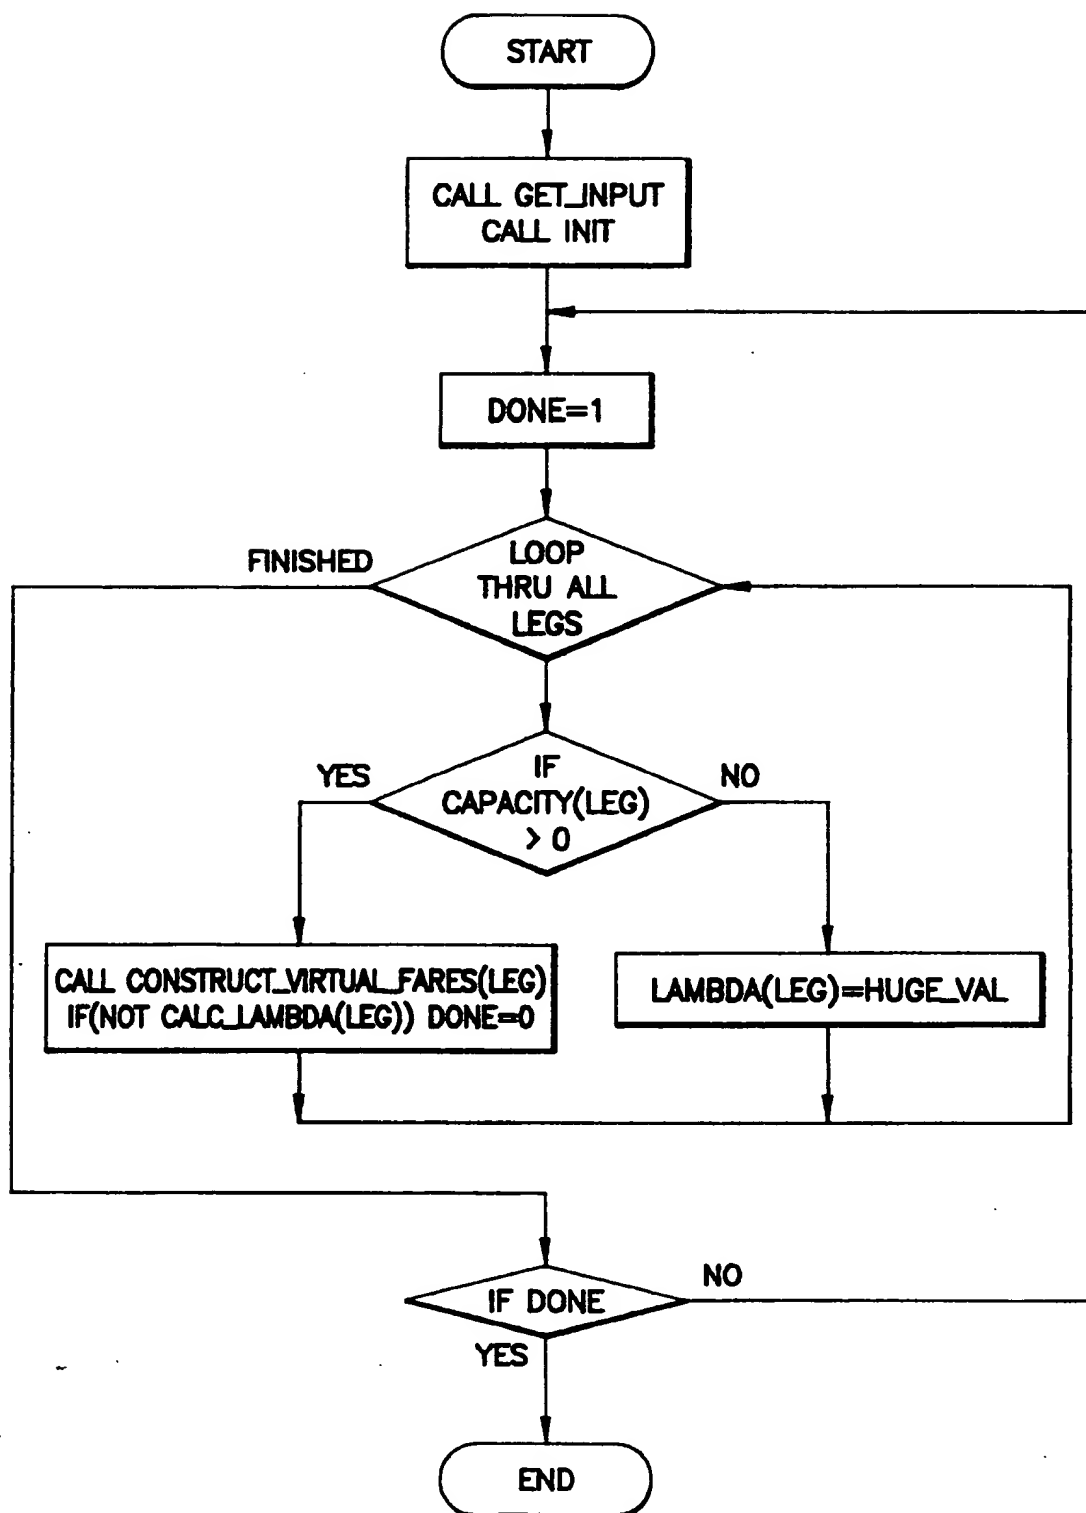 START
CALL GET_INPUT
CALL INIT
DONE=1
FINISHED
LOOP
THRU ALL
LEGS
YES
IF
CAPACITY(LEG)
> 0
NO
CALL CONSTRUCT_VIRTUAL_FARES(LEG)
IF(NOT CALC_LAMBDA(LEG)) DONE=0
LAMBDA(LEG)=HUGE_VAL
IF DONE
NO
YES
END